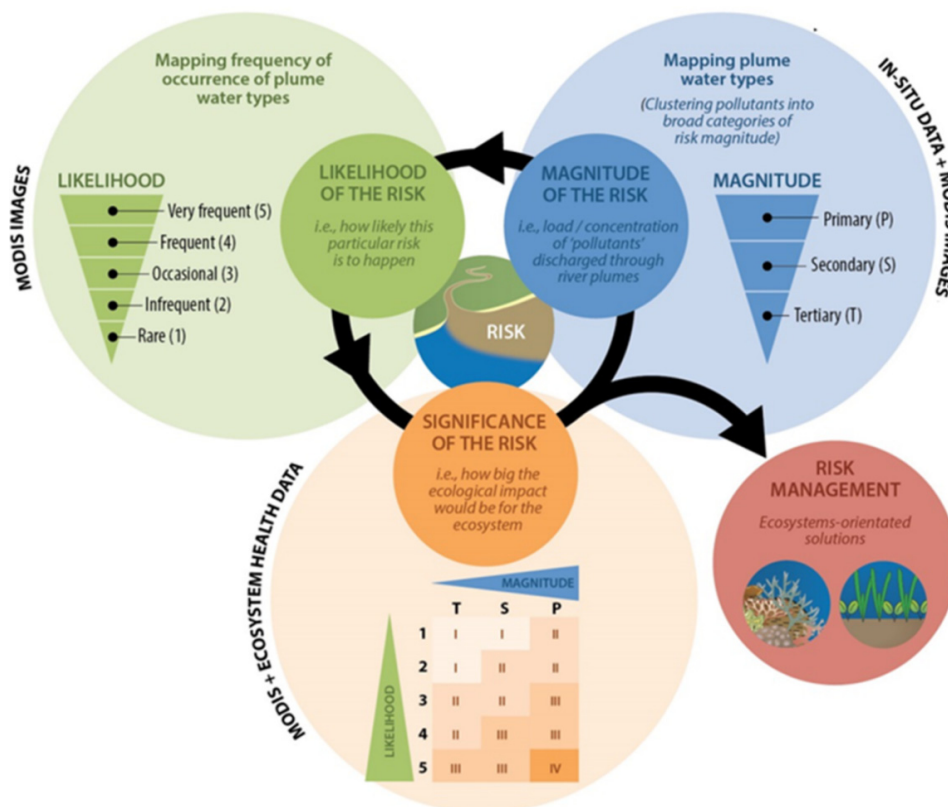 Mapping frequency of
occurrence of plume
water types
MODIS IMAGES
LIKELIHOOD
Very frequent (5)
Frequent (4)
Occasional (3)
Infrequent (2)
Rare (1)
LIKELIHOOD
OF THE RISK
i.e., how likely this
particular risk
is to happen
Mapping plume
water types
(Clustering pollutants into
broad categories of
risk magnitude)
IN-SITU DATA + MODIS IMAGES
MAGNITUDE
Primary (P)
Secondary (S)
Tertiary (T)
MAGNITUDE
OF THE RISK
i.e., load / concentration
of 'pollutants'
discharged through
river plumes
RISK
SIGNIFICANCE
OF THE RISK
i.e., how big the
ecological impact
would be for the
ecosystem
MODIS + ECOSYSTEM HEALTH DATA
MAGNITUDE
T S P
LIKELIHOOD
1 I I II
2 I II II
3 II II III
4 II III III
5 III III IV
RISK
MANAGEMENT
Ecosystems-orientated
solutions